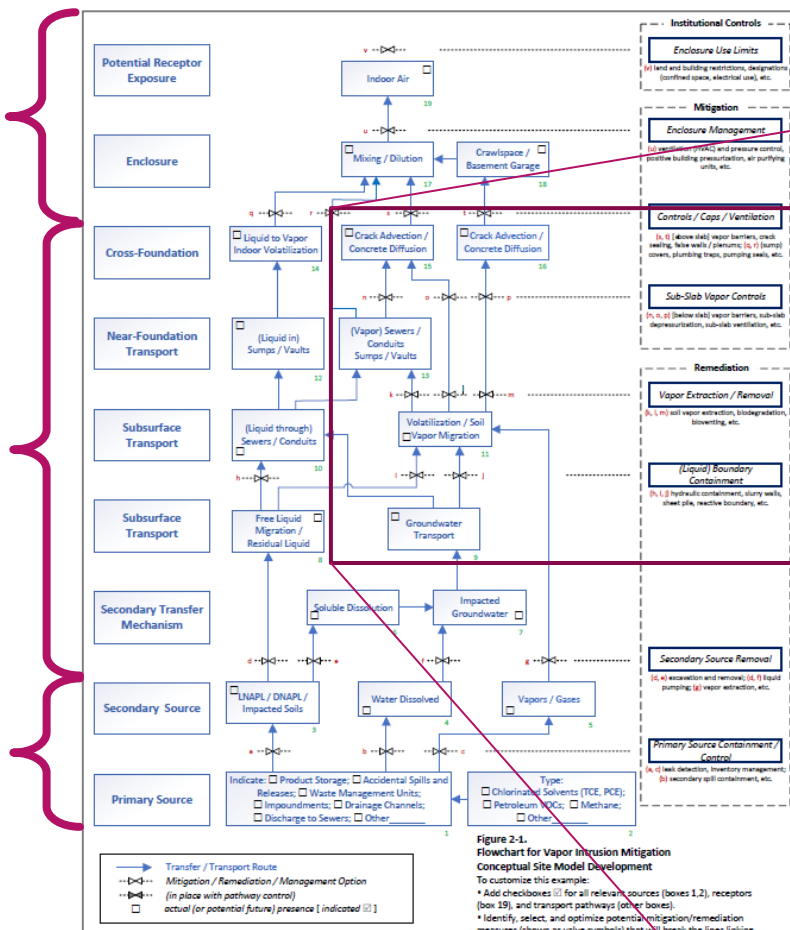 Institutional Controls
Potential Receptor
Exposure
v
Indoor Air
19
Enclosure Use Limits
(v) land and building restrictions, designations
(confined space, electrical use), etc.
Mitigation
u
Enclosure
Mixing / Dilution
17
Crawlspace /
Basement Garage
18
Enclosure Management
(u) ventilation (HVAC) and pressure control,
positive building pressurization, air purifying
units, etc.
q
r
s
t
Cross-Foundation
Liquid to Vapor
Indoor Volatilization
14
Crack Advection /
Concrete Diffusion
15
Crack Advection /
Concrete Diffusion
16
Controls / Caps / Ventilation
(s, t) [above slab] vapor barriers, crack
sealing, false walls / plenums; (q, r) (sump)
covers, plumbing traps, pumping seals, etc.
n
o
p
Near-Foundation
Transport
(Liquid in)
Sumps / Vaults
12
(Vapor) Sewers /
Conduits
Sumps / Vaults
13
Sub-Slab Vapor Controls
(n, o, p) [below slab] vapor barriers, sub-slab
depressurization, sub-slab ventilation, etc.
Remediation
k
l
m
Subsurface
Transport
(Liquid through)
Sewers / Conduits
10
Volatilization / Soil
Vapor Migration
11
Vapor Extraction / Removal
(k, l, m) soil vapor extraction, biodegradation,
bioventing, etc.
h
i
j
Subsurface
Transport
Free Liquid
Migration /
Residual Liquid
8
Groundwater
Transport
9
(Liquid) Boundary
Containment
(h, i, j) hydraulic containment, slurry walls,
sheet pile, reactive boundary, etc.
Secondary Transfer
Mechanism
Soluble Dissolution
6
Impacted
Groundwater
7
d
e
f
g
Secondary Source
LNAPL / DNAPL /
Impacted Soils
3
Water Dissolved
4
Vapors / Gases
5
Secondary Source Removal
(d, e) excavation and removal; (d, f) liquid
pumping; (g) vapor extraction, etc.
a
b
c
Primary Source
Indicate: ☐ Product Storage; ☐ Accidental Spills and
Releases; ☐ Waste Management Units;
☐ Impoundments; ☐ Drainage Channels;
☐ Discharge to Sewers; ☐ Other______
1
Type:
☐ Chlorinated Solvents (TCE, PCE);
☐ Petroleum VOCs; ☐ Methane;
☐ Other______
2
Primary Source Containment /
Control
(a, c) leak detection, inventory management;
(b) secondary spill containment, etc.
Transfer / Transport Route
Mitigation / Remediation / Management Option
(in place with pathway control)
☐ actual (or potential future) presence [ indicated ☑ ]
Figure 2-1.
Flowchart for Vapor Intrusion Mitigation
Conceptual Site Model Development
To customize this example:
• Add checkboxes ☑ for all relevant sources (boxes 1,2), receptors
(box 19), and transport pathways (other boxes).
• Identify, select, and optimize potential mitigation/remediation
measures (shown as valve symbols) that will break the lines linking